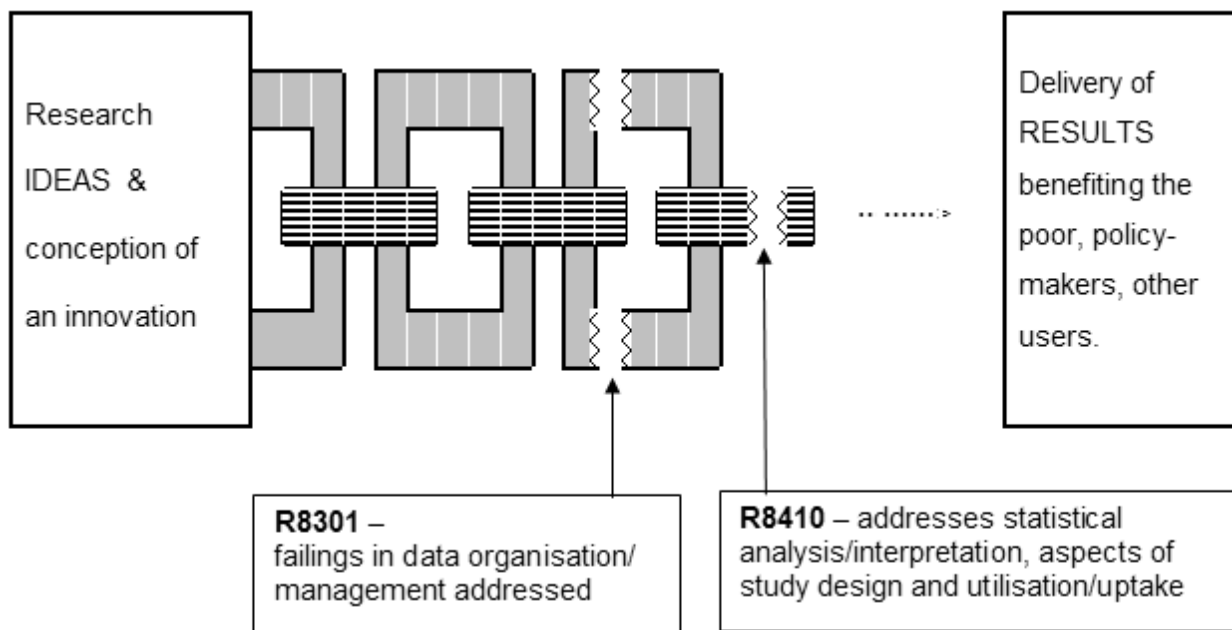 Research
IDEAS &
conception of
an innovation
Delivery of
RESULTS
benefiting the
poor, policy-
makers, other
users.
R8301 –
failings in data organisation/
management addressed
R8410 – addresses statistical
analysis/interpretation, aspects of
study design and utilisation/uptake